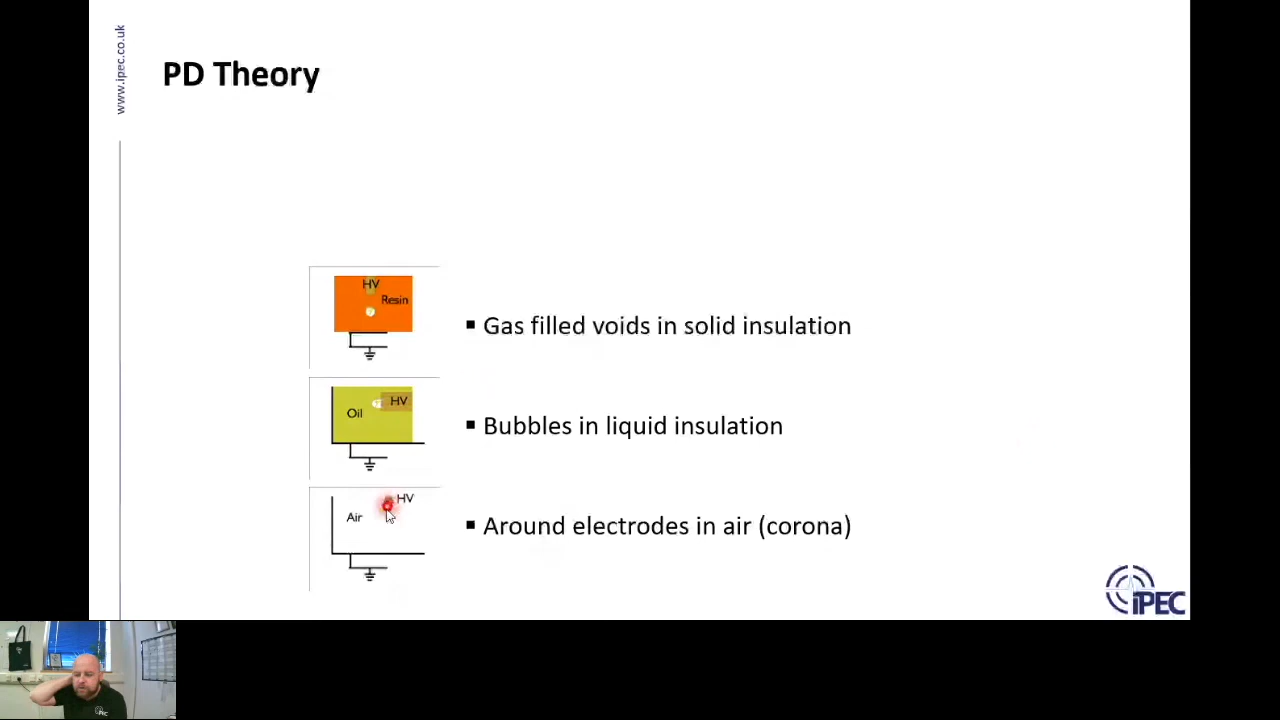 www.ipec.co.uk
PD Theory
HV
Resin
▪ Gas filled voids in solid insulation
Oil
HV
▪ Bubbles in liquid insulation
HV
Air
▪ Around electrodes in air (corona)
iPEC
iPEC